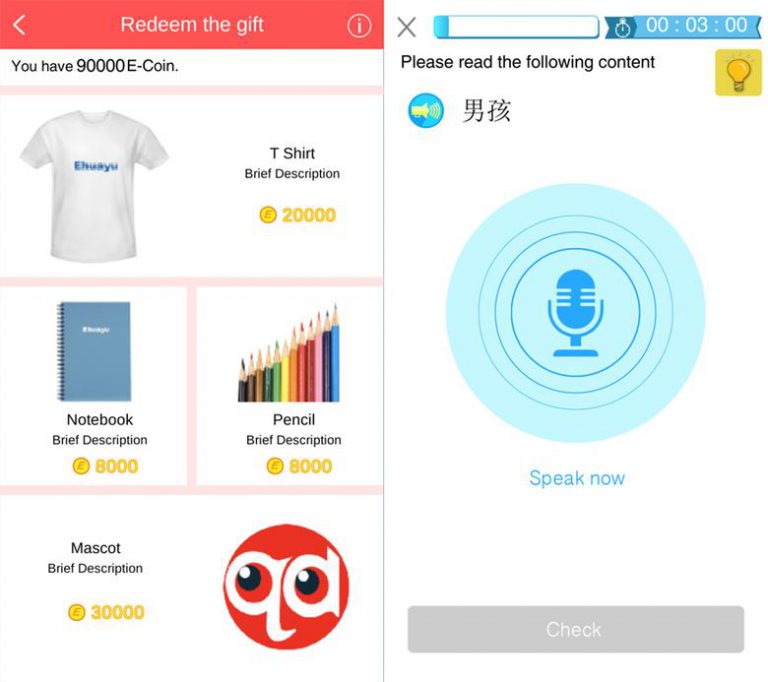 Redeem the gift
You have 90000 E-Coin.
Ehuayu
T Shirt
Brief Description
E 20000
Ehuayu
Notebook
Brief Description
E 8000
Pencil
Brief Description
E 8000
Mascot
Brief Description
E 30000
00 : 03 : 00
Please read the following content
男孩
Speak now
Check